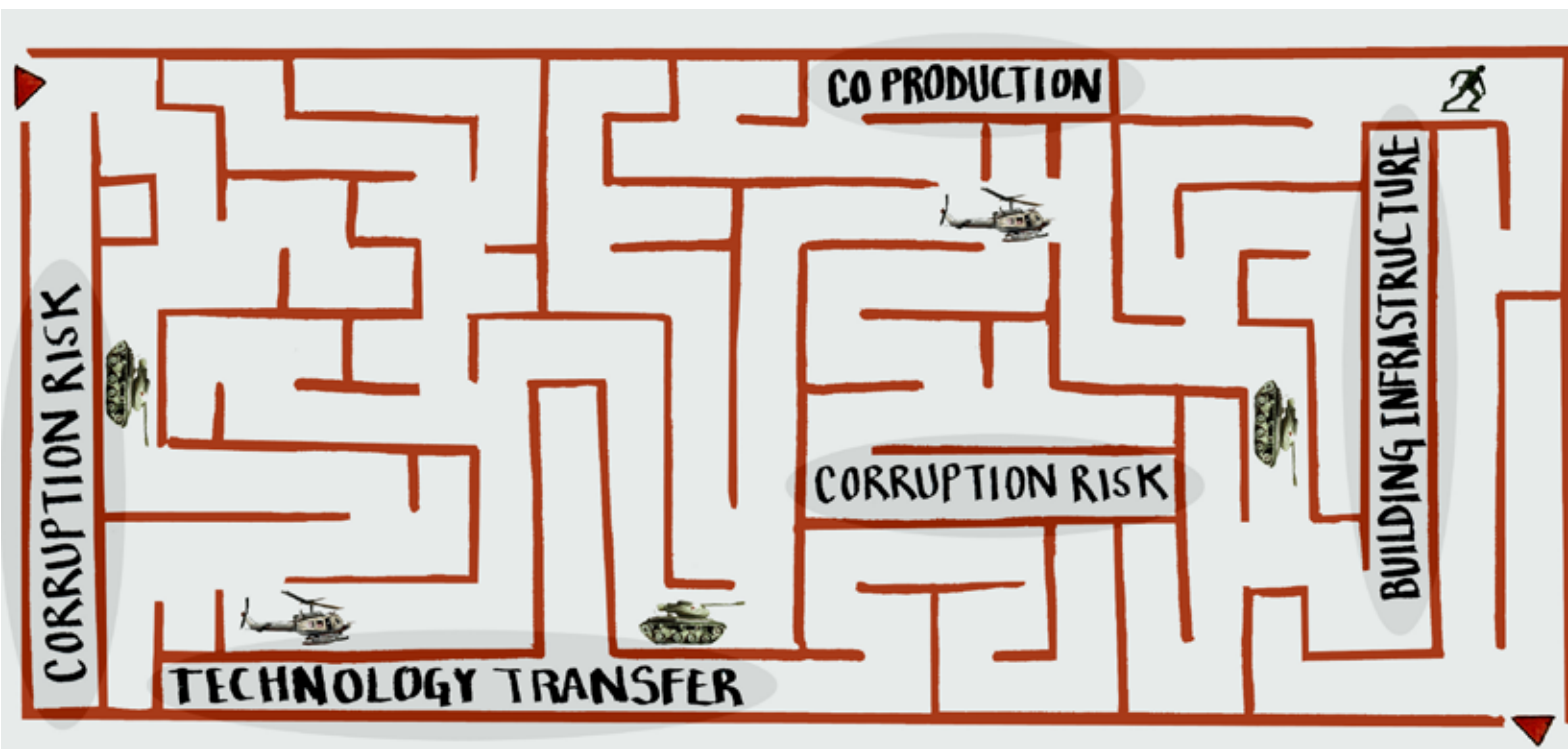 CO PRODUCTION
CORRUPTION RISK
BUILDING INFRASTRUCTURE
CORRUPTION RISK
TECHNOLOGY TRANSFER